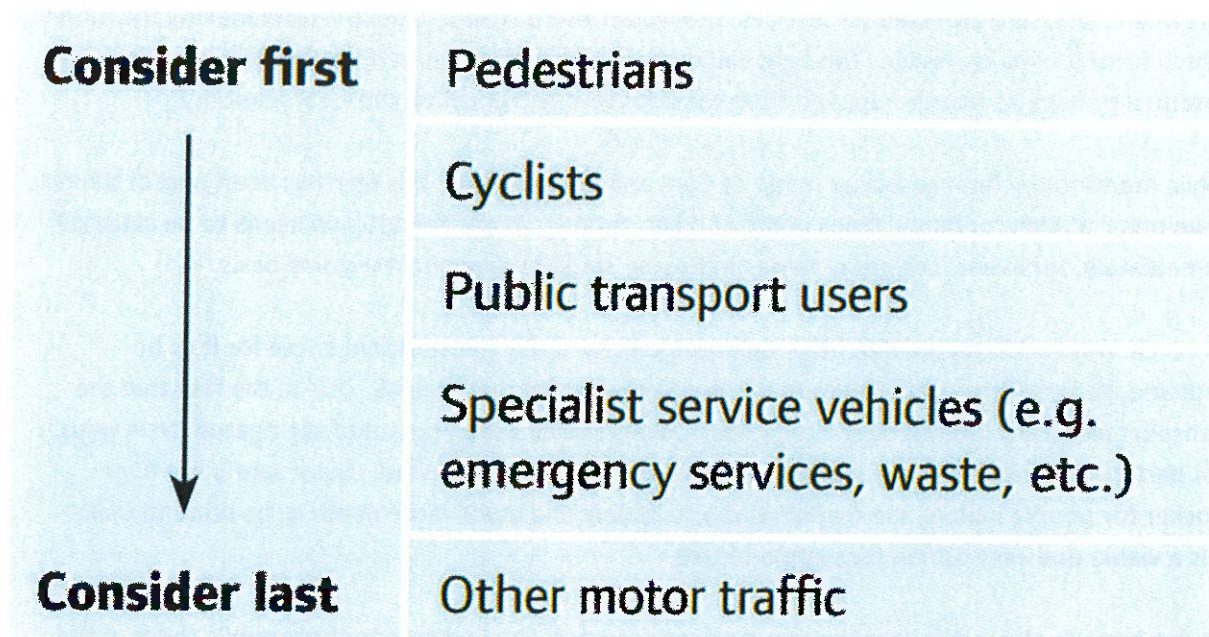 Consider first
Pedestrians
Cyclists
Public transport users
Specialist service vehicles (e.g.
emergency services, waste, etc.)
Consider last
Other motor traffic